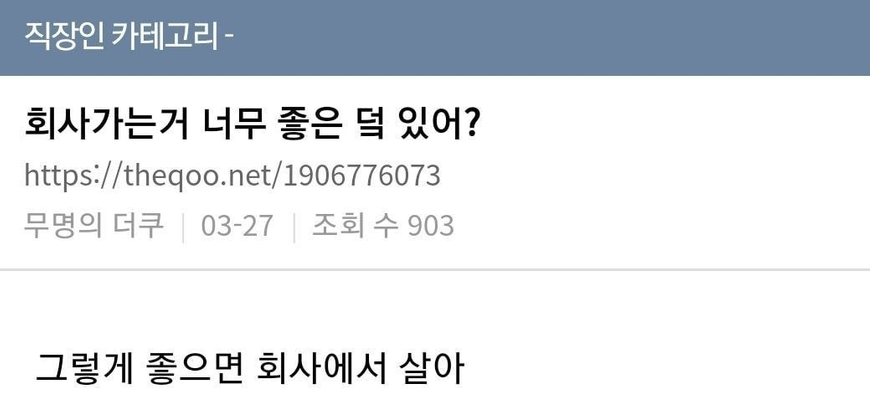 직장인 카테고리 -
회사가는거 너무 좋은 덬 있어?
https://theqoo.net/1906776073
무명의 더쿠 | 03-27 | 조회 수 903
그렇게 좋으면 회사에서 살아